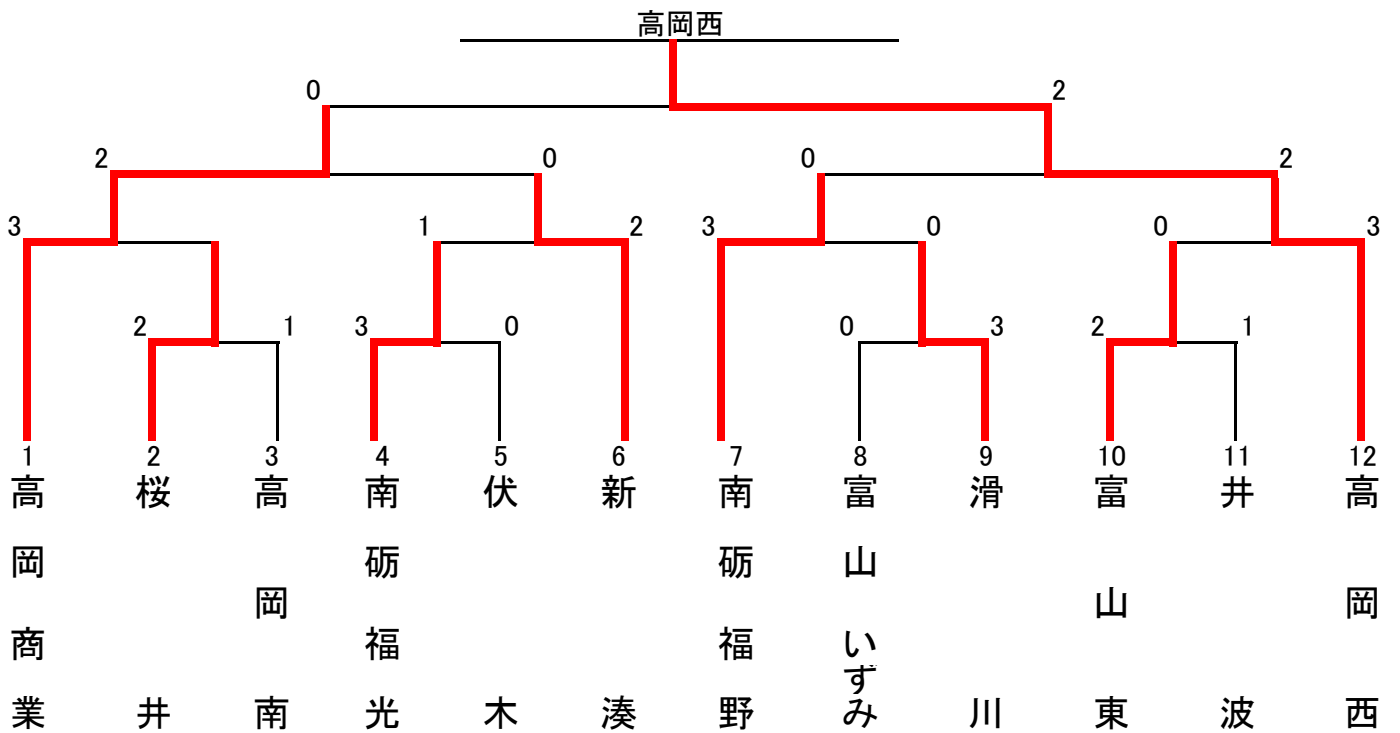 高岡西
0 2
2 0 0 2
3 1 2 3 0 0 3
2 1 3 0 0 3 2 1
1 2 3 4 5 6 7 8 9 10 11 12
高岡商業
桜井
高岡南
南砺福光
伏木
新湊
南砺福野
富山いずみ
滑川
富山東
井波
高岡西